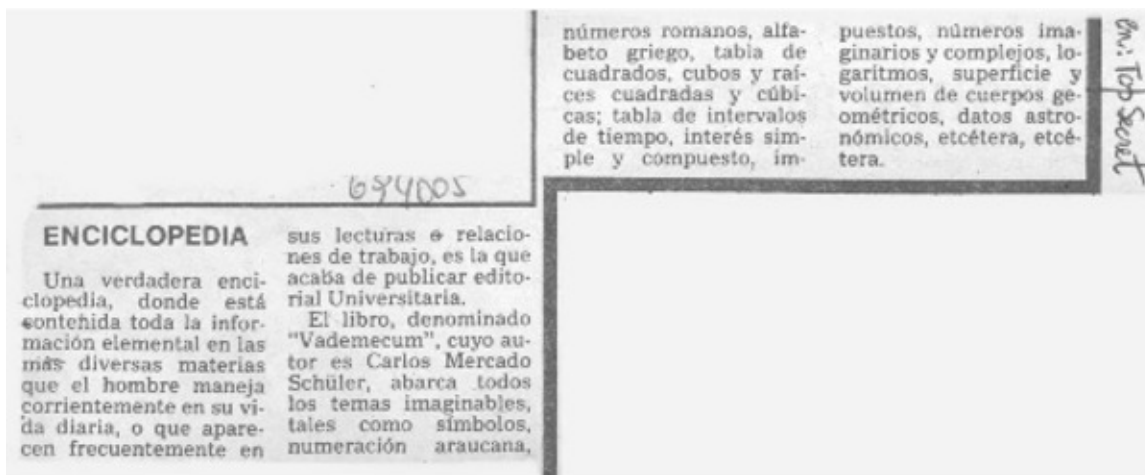 684005
ENCICLOPEDIA
Una verdadera enci-
clopedia, donde está
contenida toda la infor-
mación elemental en las
más diversas materias
que el hombre maneja
corrientemente en su vi-
da diaria, o que apare-
cen frecuentemente en
sus lecturas o relacio-
nes de trabajo, es la que
acaba de publicar edito-
rial Universitaria.
El libro, denominado
"Vademecum", cuyo au-
tor es Carlos Mercado
Schüler, abarca todos
los temas imaginables,
tales como símbolos,
numeración araucana,
números romanos, alfa-
beto griego, tabla de
cuadrados, cubos y raí-
ces cuadradas y cúbi-
cas; tabla de intervalos
de tiempo, interés sim-
ple y compuesto, im-
puestos, números ima-
ginarios y complejos, lo-
garitmos, superficie y
volumen de cuerpos ge-
ométricos, datos astro-
nómicos, etcétera, etcé-
tera.
en: Top Secret